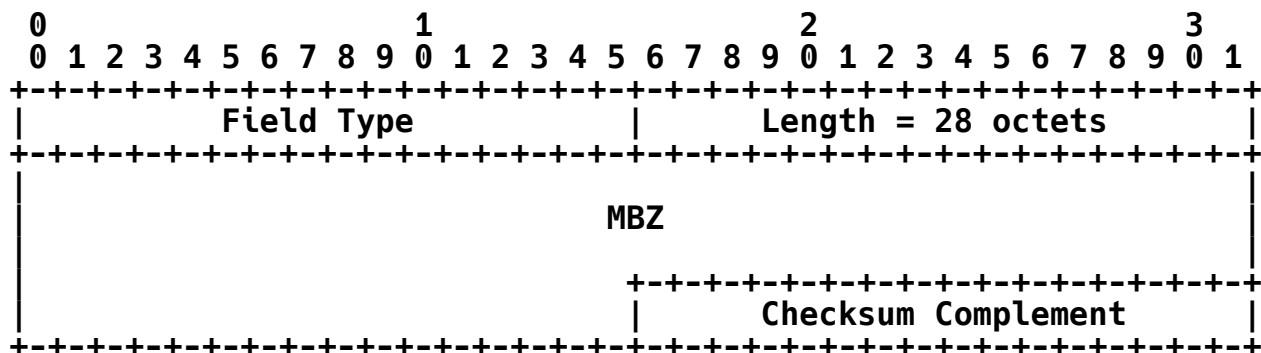 0                   1                   2                   3
 0 1 2 3 4 5 6 7 8 9 0 1 2 3 4 5 6 7 8 9 0 1 2 3 4 5 6 7 8 9 0 1
+-+-+-+-+-+-+-+-+-+-+-+-+-+-+-+-+-+-+-+-+-+-+-+-+-+-+-+-+-+-+-+-+
|          Field Type           |      Length = 28 octets       |
+-+-+-+-+-+-+-+-+-+-+-+-+-+-+-+-+-+-+-+-+-+-+-+-+-+-+-+-+-+-+-+-+
|                                                               |
|                              MBZ                              |
|                                                               |
|                               +-+-+-+-+-+-+-+-+-+-+-+-+-+-+-+-+
|                               |      Checksum Complement      |
+-+-+-+-+-+-+-+-+-+-+-+-+-+-+-+-+-+-+-+-+-+-+-+-+-+-+-+-+-+-+-+-+